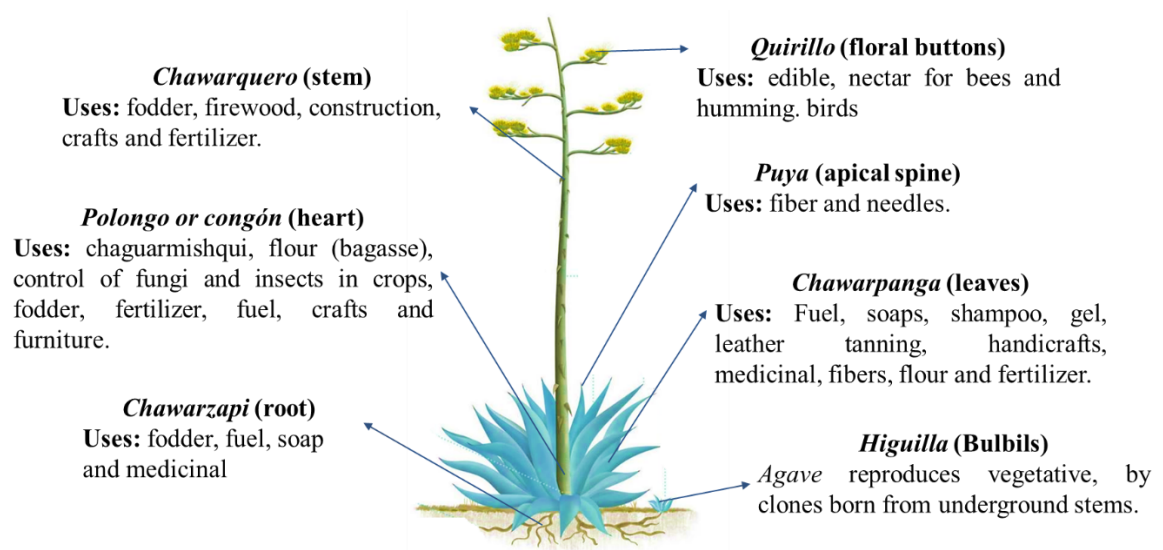 Chawarquero (stem)
Uses: fodder, firewood, construction,
crafts and fertilizer.
Polongo or congón (heart)
Uses: chaguarmishqui, flour (bagasse),
control of fungi and insects in crops,
fodder, fertilizer, fuel, crafts and
furniture.
Chawarzapi (root)
Uses: fodder, fuel, soap
and medicinal
Quirillo (floral buttons)
Uses: edible, nectar for bees and
humming. birds
Puya (apical spine)
Uses: fiber and needles.
Chawarpanga (leaves)
Uses: Fuel, soaps, shampoo, gel,
leather tanning, handicrafts,
medicinal, fibers, flour and fertilizer.
Higuilla (Bulbils)
Agave reproduces vegetative, by
clones born from underground stems.